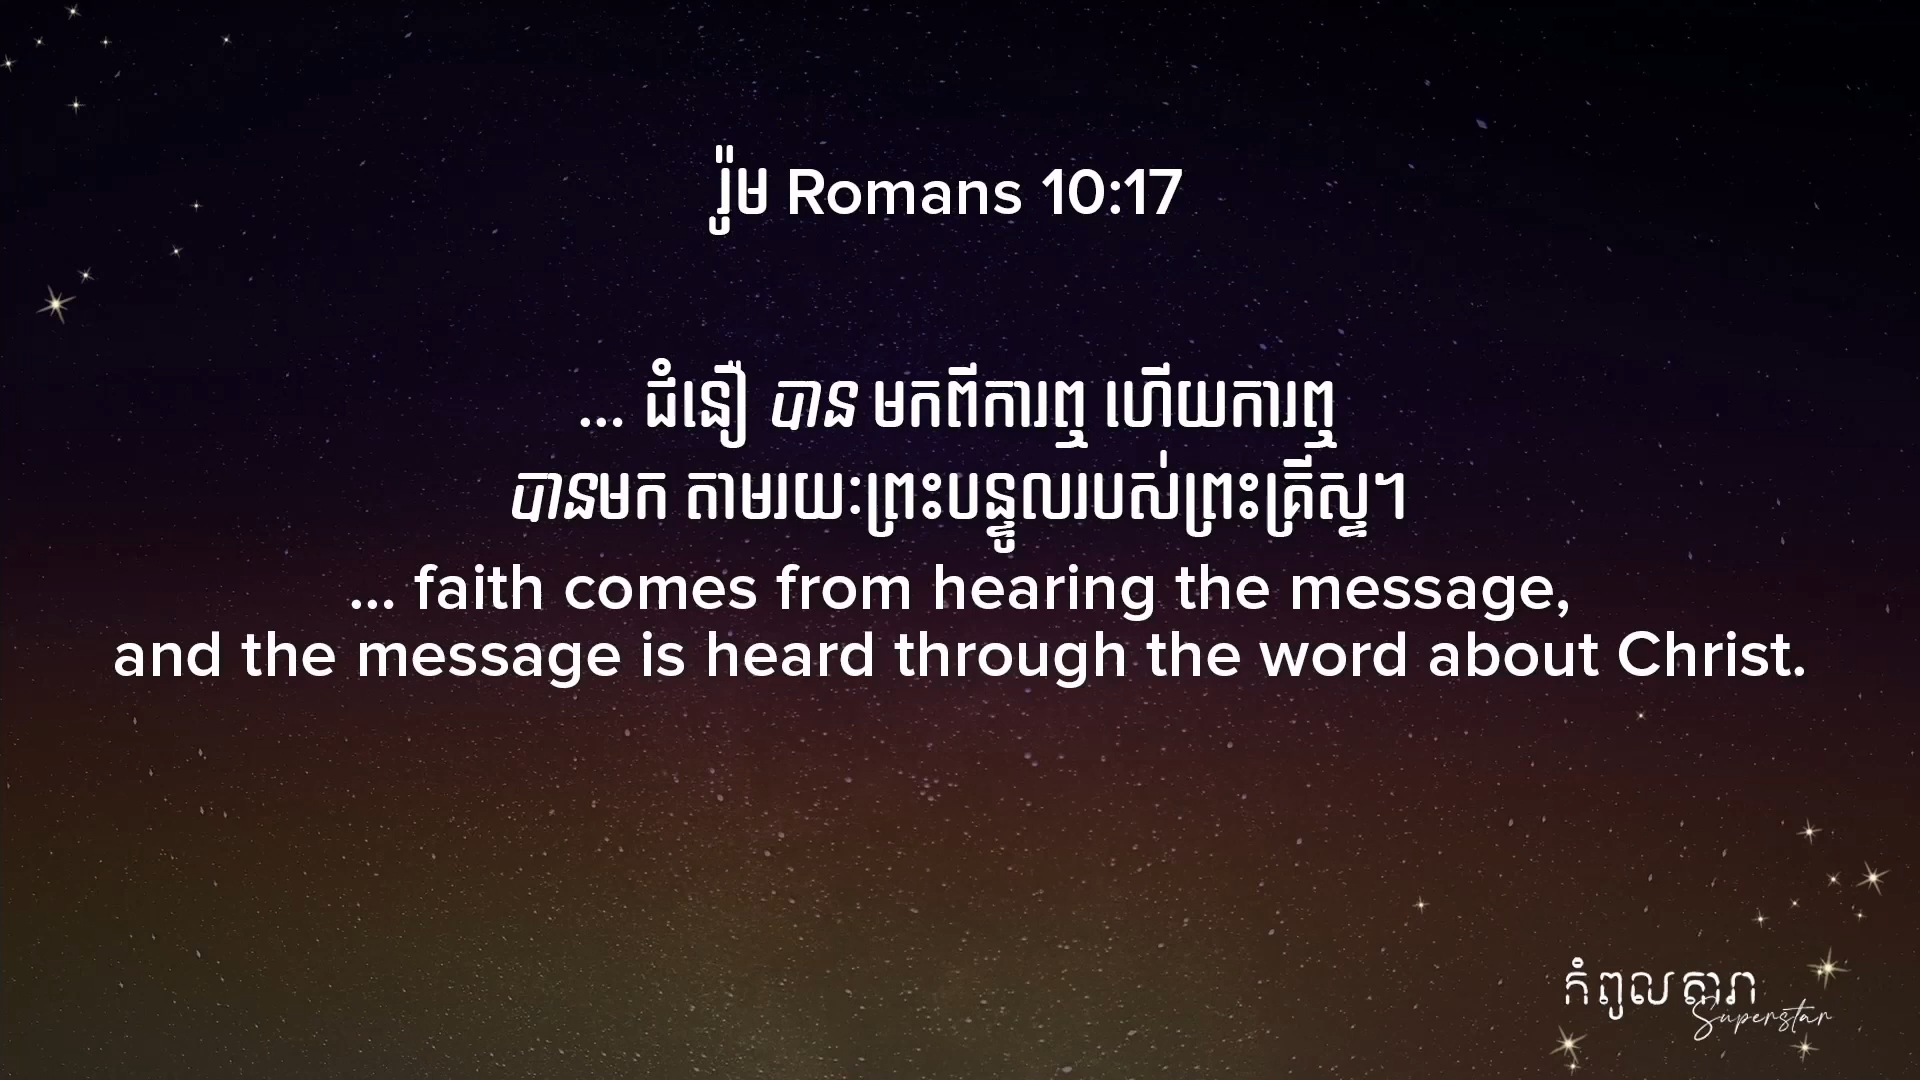 រ៉ូម Romans 10:17
... ជំនឿ បាន មកពីការឮ ហើយការឮ
បានមក តាមរយៈព្រះបន្ទូលរបស់ព្រះគ្រីស្ទ។
... faith comes from hearing the message,
and the message is heard through the word about Christ.
កំពូលតារា
Superstar